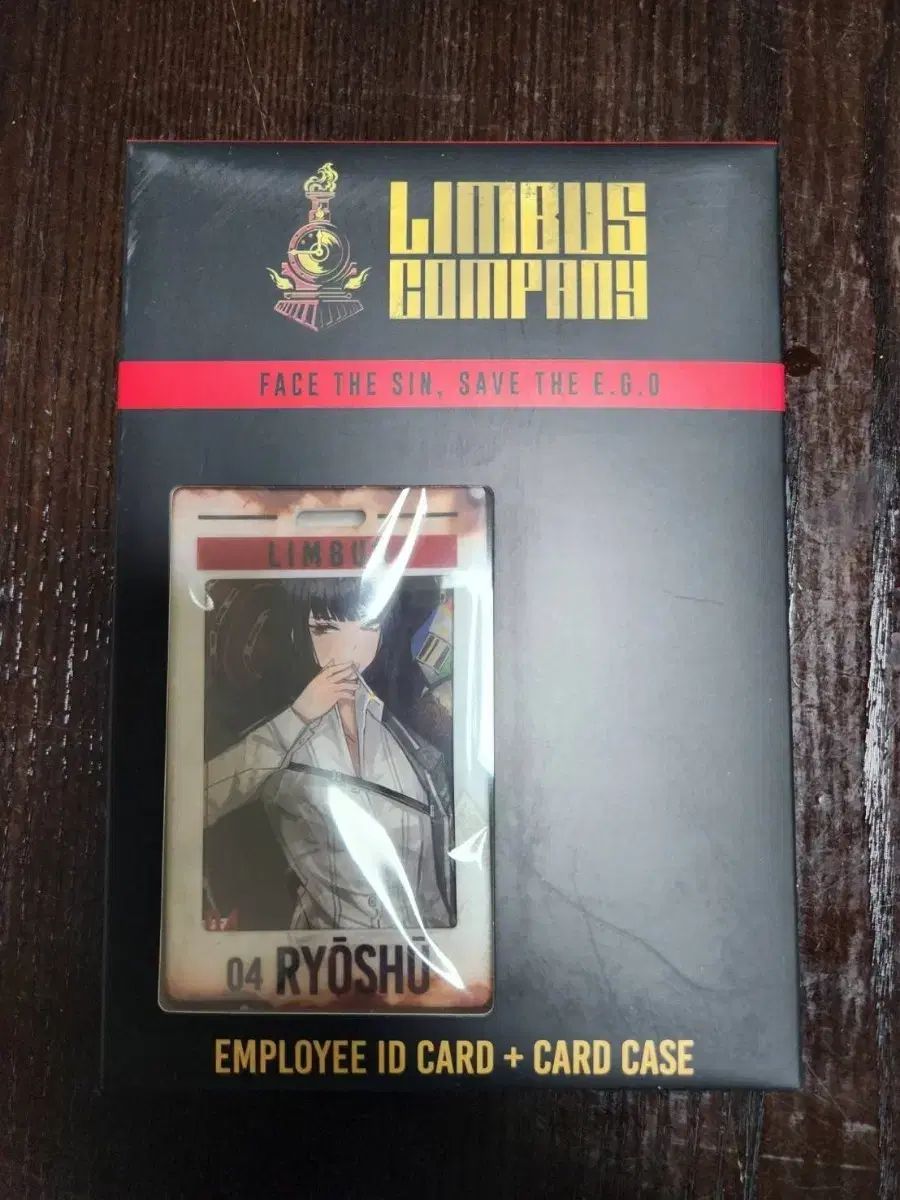 LIMBUS
COMPANY
FACE THE SIN, SAVE THE E.G.O
LIMBUS
04 RYŌSHŪ
EMPLOYEE ID CARD + CARD CASE